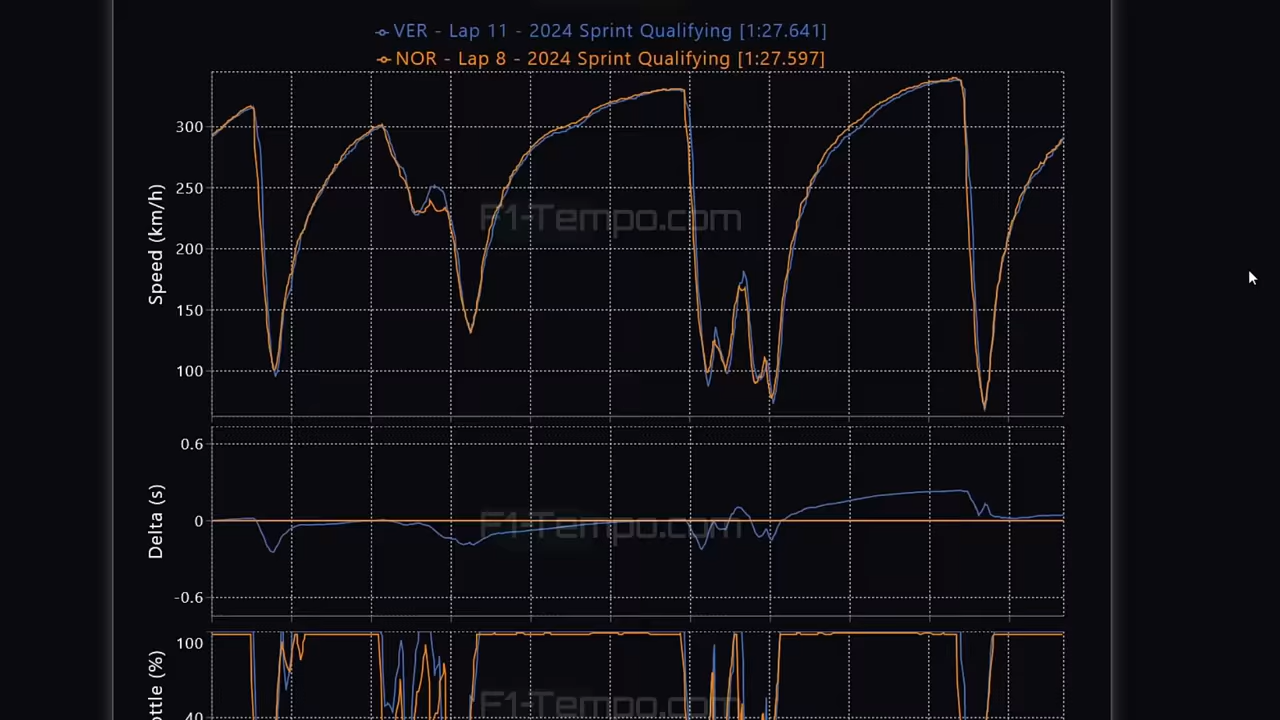 VER - Lap 11 - 2024 Sprint Qualifying [1:27.641]
NOR - Lap 8 - 2024 Sprint Qualifying [1:27.597]
300
250
200
150
100
Speed (km/h)
F1-Tempo.com
0.6
0
-0.6
Delta (s)
F1-Tempo.com
100
40
ottle (%)
F1-Tempo.com